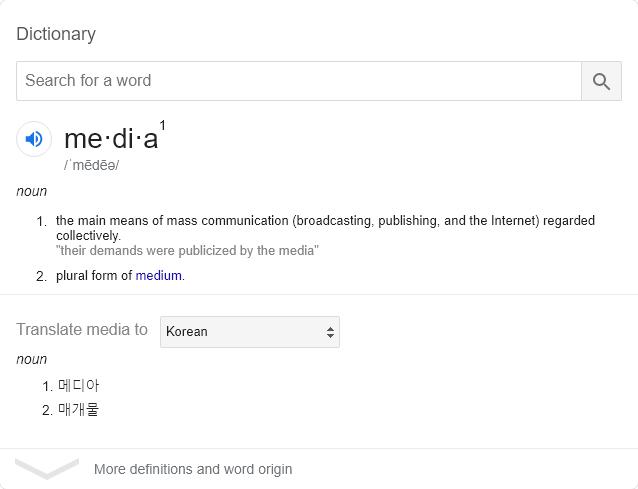 Dictionary
Search for a word
me·di·a1
/ˈmēdēə/
noun
1. the main means of mass communication (broadcasting, publishing, and the Internet) regarded
collectively.
"their demands were publicized by the media"
2. plural form of medium.
Translate media to Korean
noun
1. 메디아
2. 매개물
More definitions and word origin